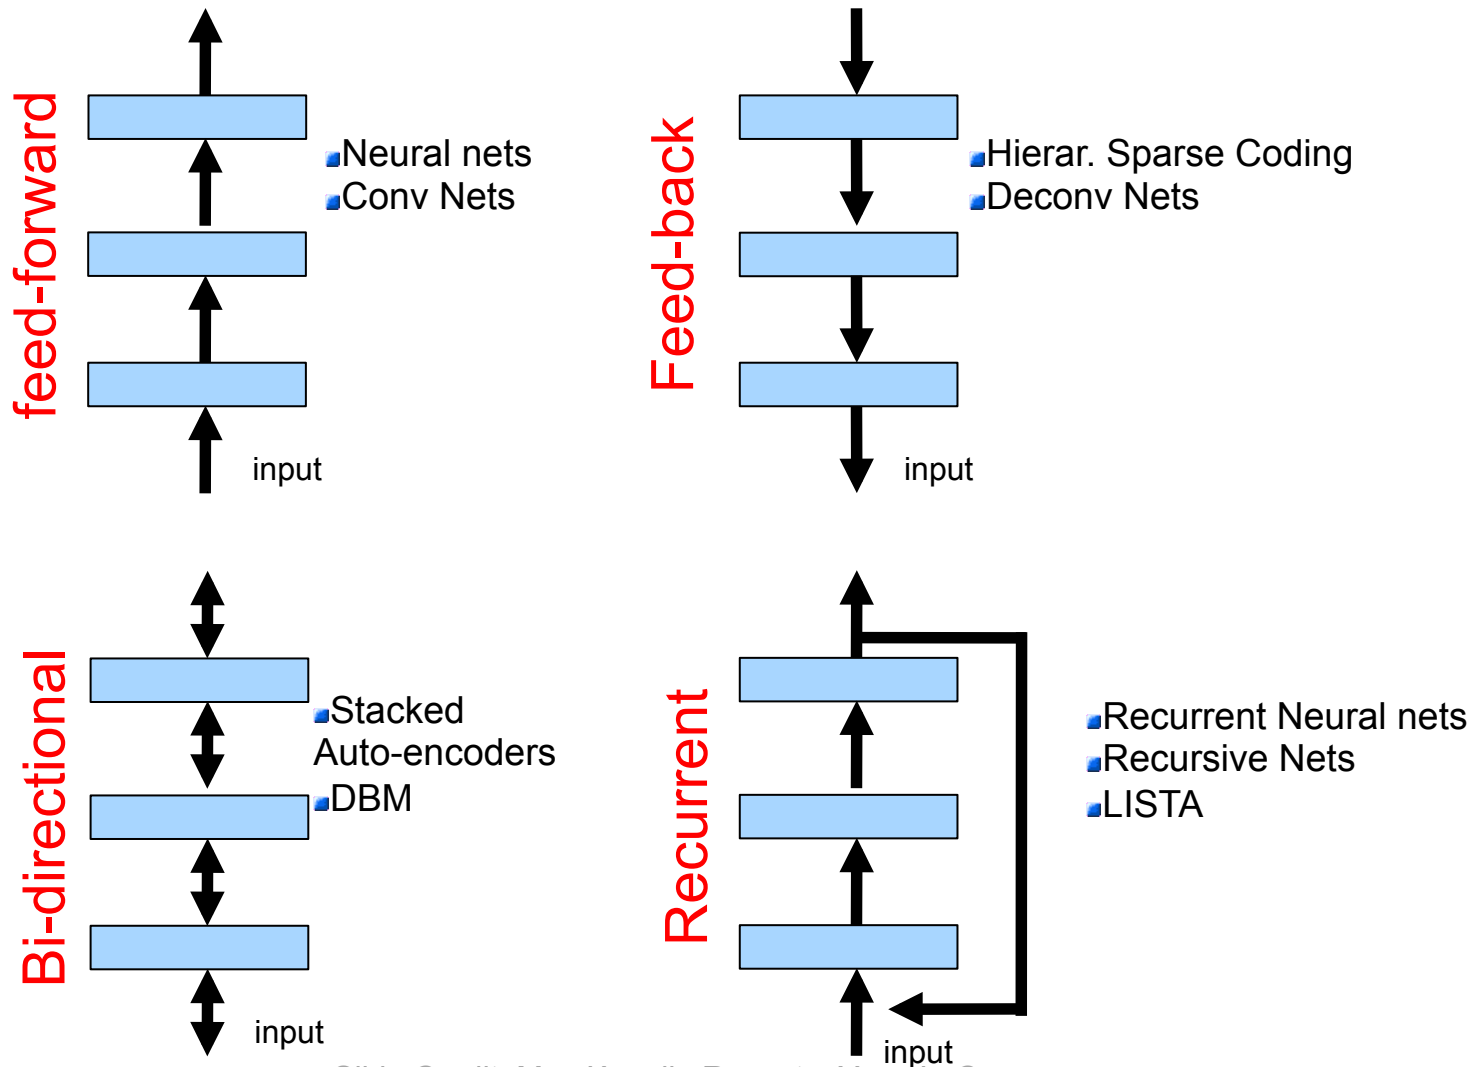 feed-forward
Neural nets
Conv Nets
input
Feed-back
Hierar. Sparse Coding
Deconv Nets
input
Bi-directional
Stacked
Auto-encoders
DBM
input
Recurrent
Recurrent Neural nets
Recursive Nets
LISTA
input